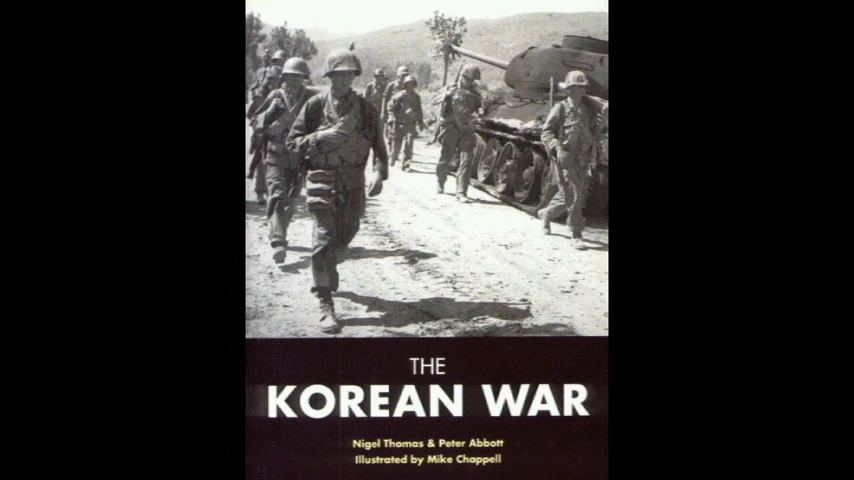 THE
KOREAN WAR
Nigel Thomas & Peter Abbott
Illustrated by Mike Chappell